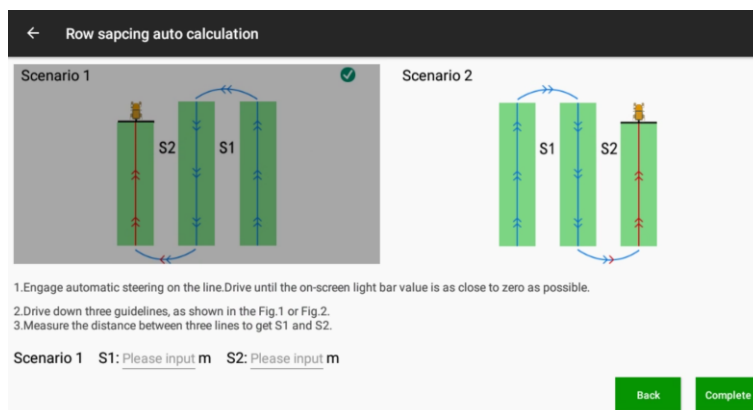 Row sapcing auto calculation
Scenario 1
Scenario 2
S2 S1
S1 S2
1.Engage automatic steering on the line.Drive until the on-screen light bar value is as close to zero as possible.
2.Drive down three guidelines, as shown in the Fig.1 or Fig.2.
3.Measure the distance between three lines to get S1 and S2.
Scenario 1 S1: Please input m S2: Please input m
Back Complete